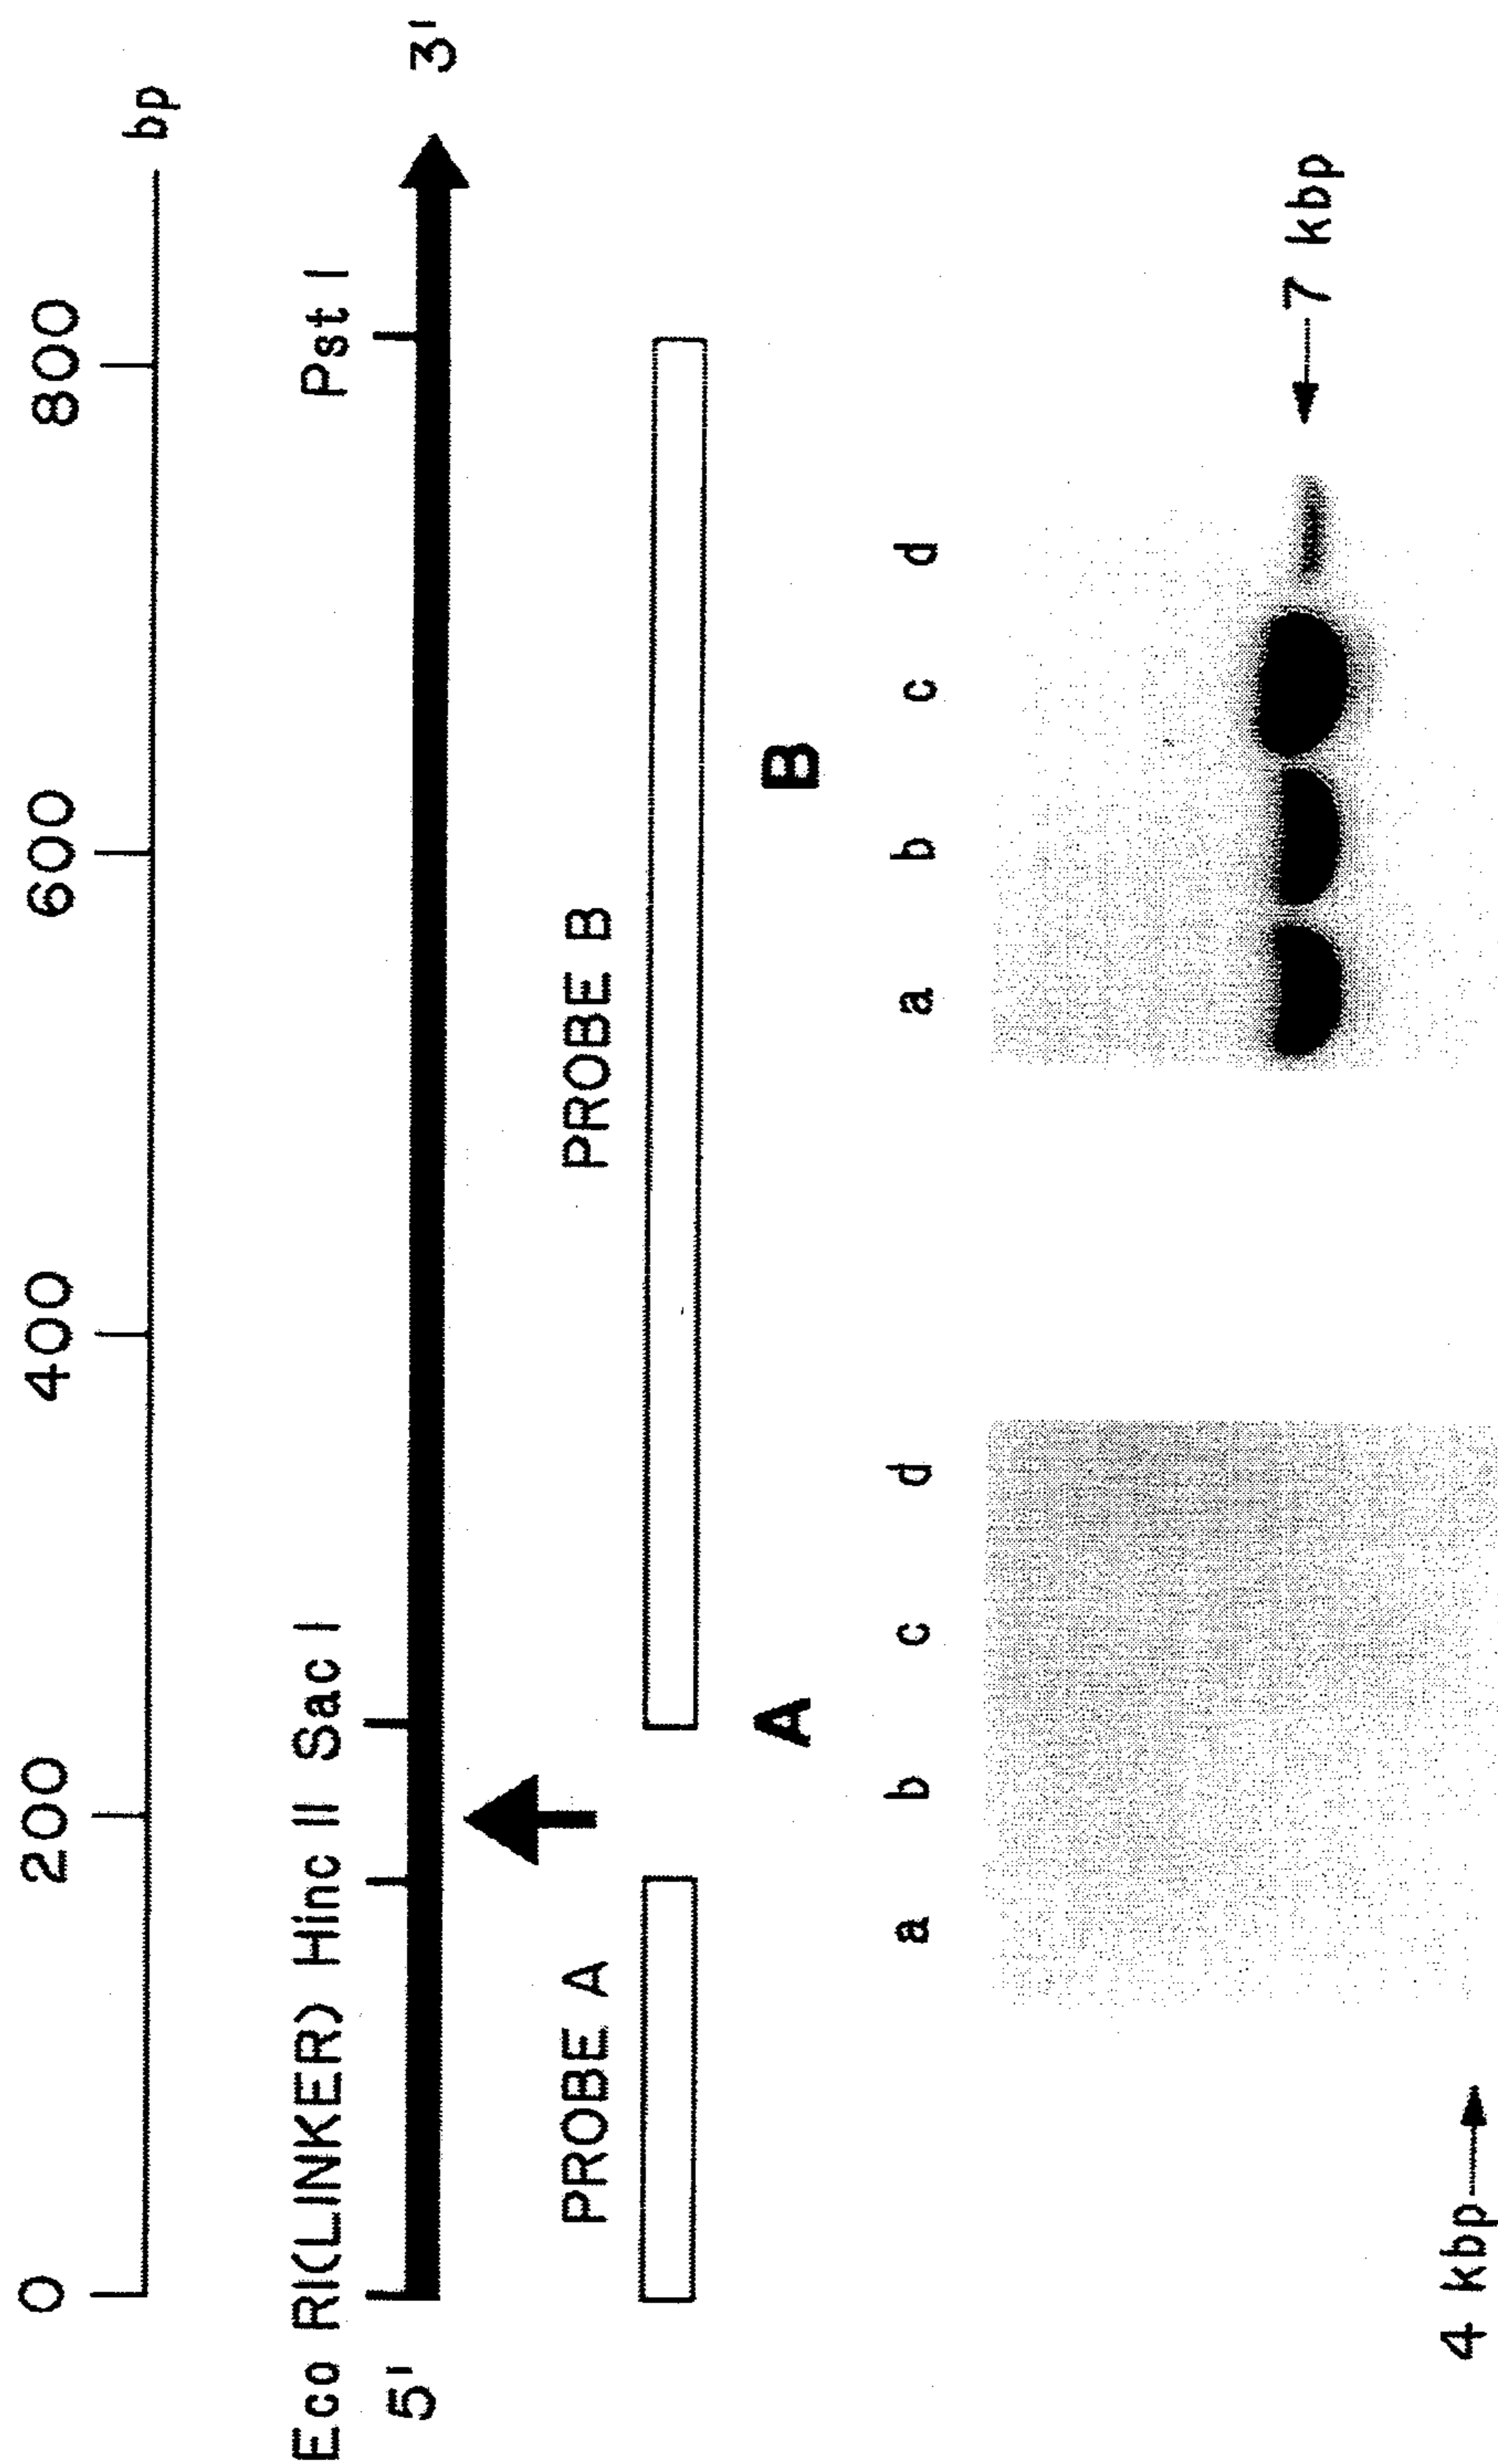 0 200 400 600 800 bp
Eco RI(LINKER) Hinc II Sac I Pst I
5' 3'
PROBE A PROBE B
A B
a b c d a b c d
7 kbp
4 kbp